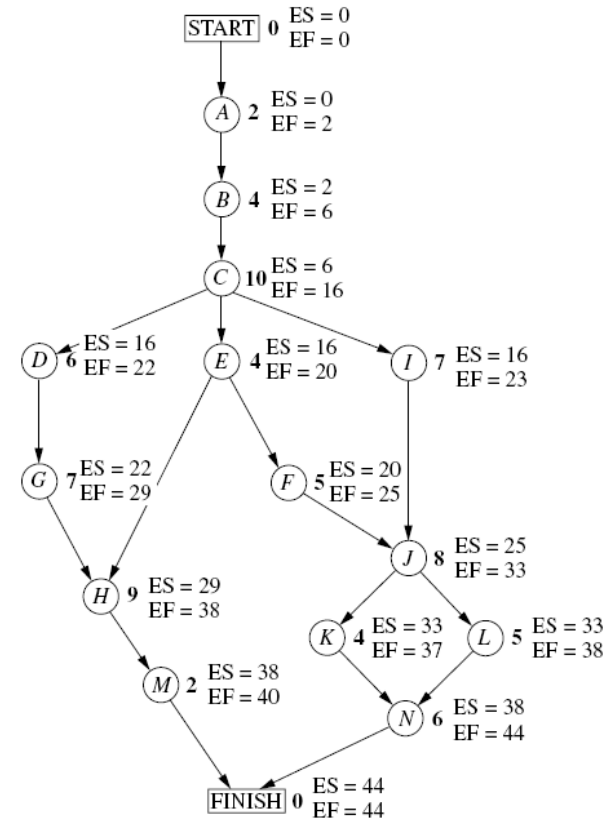 START 0 ES = 0
EF = 0
A 2 ES = 0
EF = 2
B 4 ES = 2
EF = 6
C 10 ES = 6
EF = 16
D 6 ES = 16
EF = 22
E 4 ES = 16
EF = 20
I 7 ES = 16
EF = 23
G 7 ES = 22
EF = 29
F 5 ES = 20
EF = 25
J 8 ES = 25
EF = 33
H 9 ES = 29
EF = 38
K 4 ES = 33
EF = 37
L 5 ES = 33
EF = 38
M 2 ES = 38
EF = 40
N 6 ES = 38
EF = 44
FINISH 0 ES = 44
EF = 44